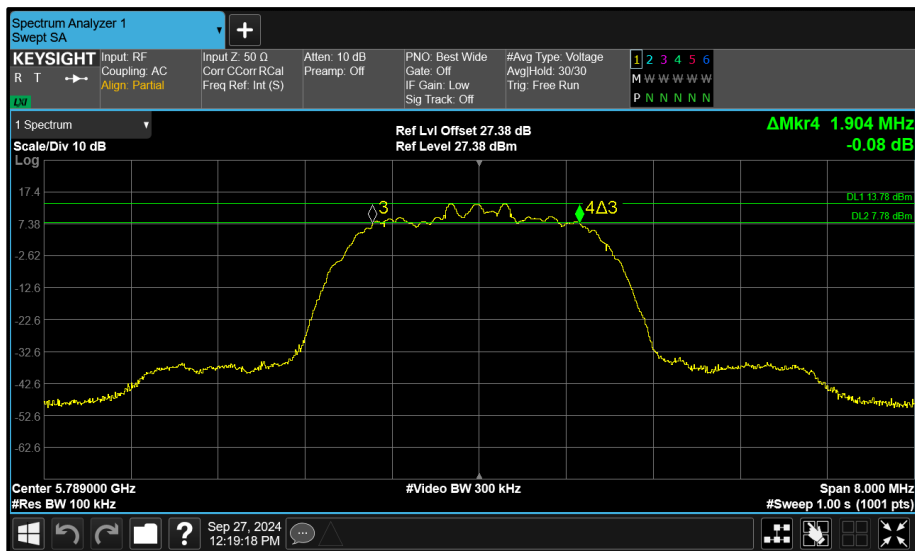 Spectrum Analyzer 1
Swept SA
+
KEYSIGHT
R T
LXI
Input: RF
Coupling: AC
Align: Partial
Input Z: 50 Ω
Corr CCorr RCal
Freq Ref: Int (S)
Atten: 10 dB
Preamp: Off
PNO: Best Wide
Gate: Off
IF Gain: Low
Sig Track: Off
#Avg Type: Voltage
Avg|Hold: 30/30
Trig: Free Run
1 2 3 4 5 6
M W W W W W
P N N N N N
1 Spectrum
Scale/Div 10 dB
Log
Ref Lvl Offset 27.38 dB
Ref Level 27.38 dBm
ΔMkr4 1.904 MHz
-0.08 dB
17.4
7.38
-2.62
-12.6
-22.6
-32.6
-42.6
-52.6
-62.6
3
4Δ3
DL1 13.78 dBm
DL2 7.78 dBm
Center 5.789000 GHz
#Video BW 300 kHz
Span 8.000 MHz
#Res BW 100 kHz
#Sweep 1.00 s (1001 pts)
?
Sep 27, 2024
12:19:18 PM